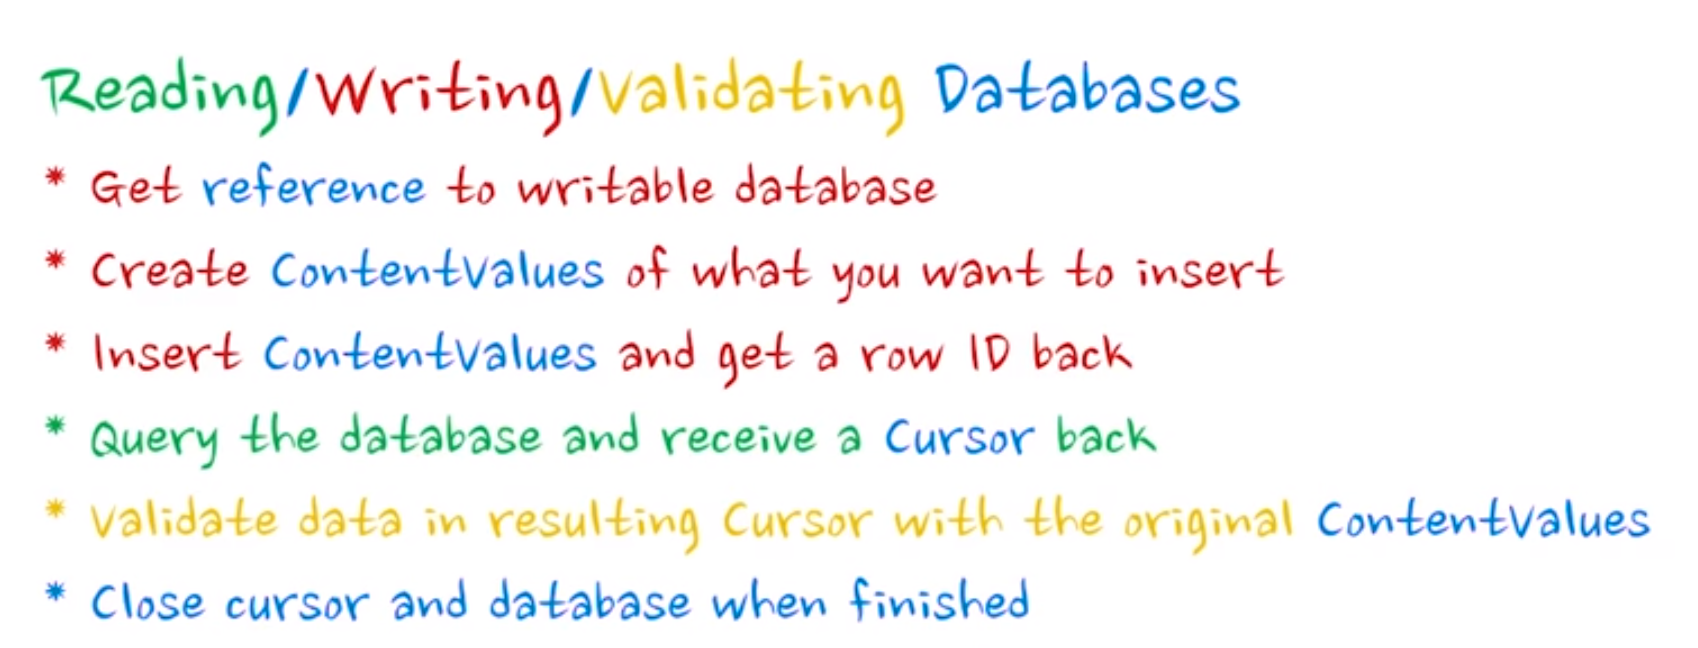 Reading/Writing/Validating Databases
* Get reference to writable database
* Create ContentValues of what you want to insert
* Insert ContentValues and get a row ID back
* Query the database and receive a Cursor back
* Validate data in resulting Cursor with the original ContentValues
* Close cursor and database when finished